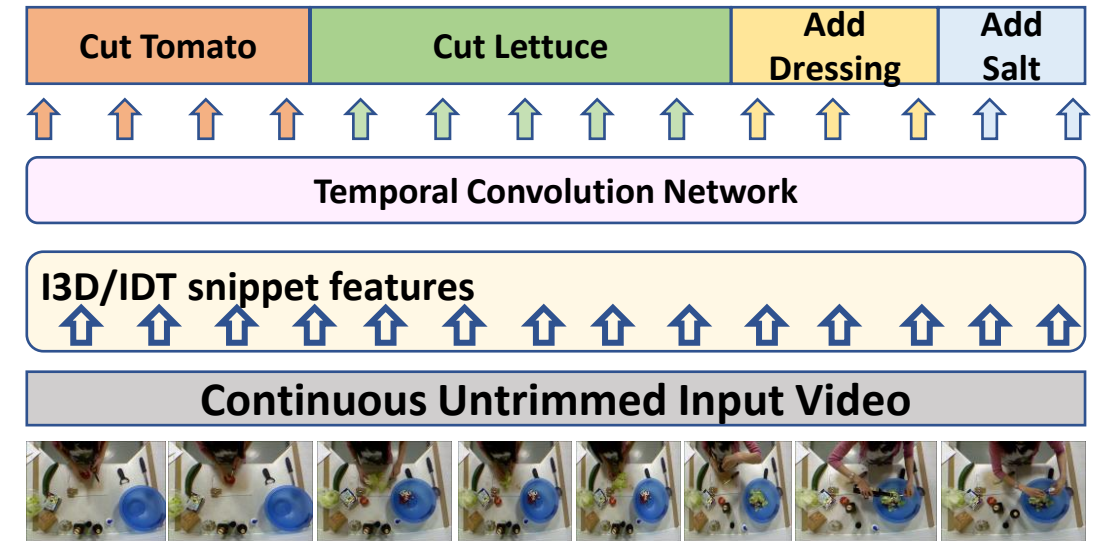 Cut Tomato
Cut Lettuce
Add
Dressing
Add
Salt
Temporal Convolution Network
I3D/IDT snippet features
Continuous Untrimmed Input Video